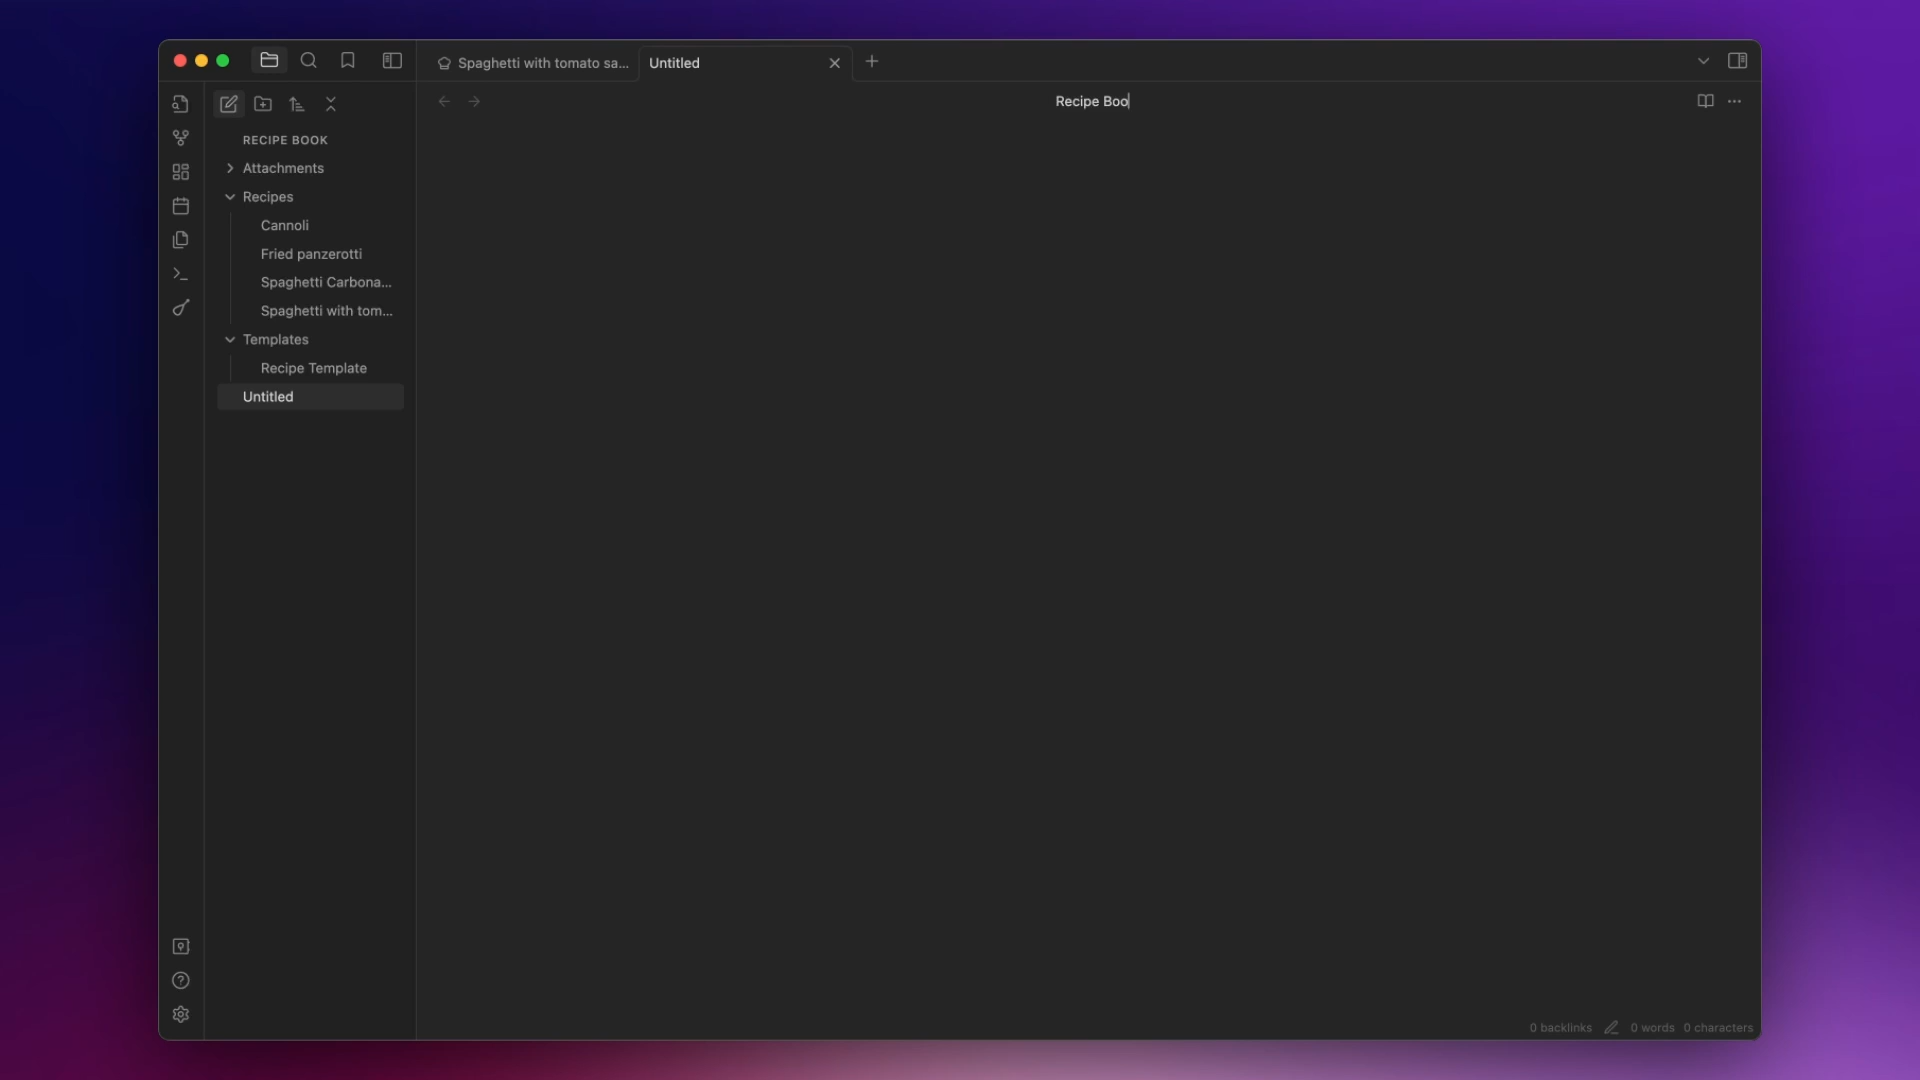 Spaghetti with tomato sa...
Untitled
Recipe Boo
RECIPE BOOK
Attachments
Recipes
Cannoli
Fried panzerotti
Spaghetti Carbona...
Spaghetti with tom...
Templates
Recipe Template
Untitled
0 backlinks 0 words 0 characters